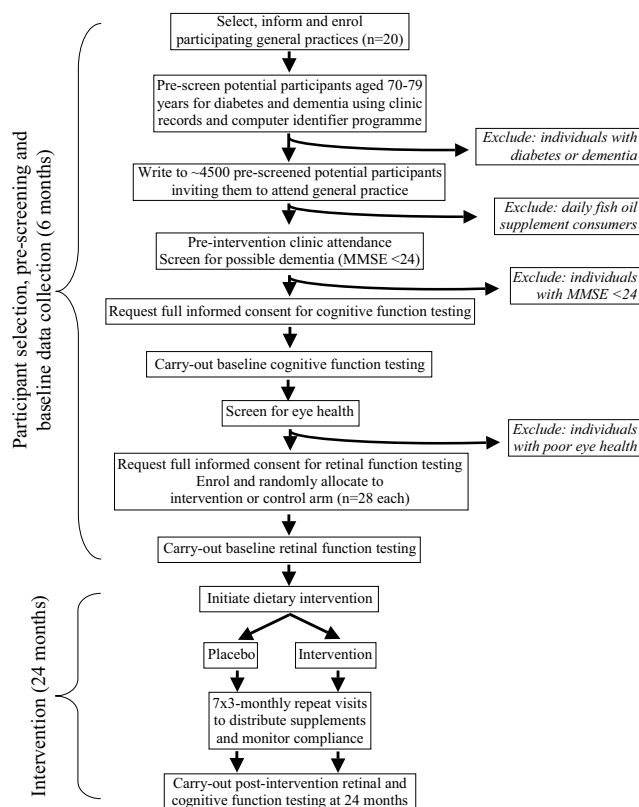 Select, inform and enrol
participating general practices (n=20)
Pre-screen potential participants aged 70-79
years for diabetes and dementia using clinic
records and computer identifier programme
Exclude: individuals with
diabetes or dementia
Write to ~4500 pre-screened potential participants
inviting them to attend general practice
Exclude: daily fish oil
supplement consumers
Pre-intervention clinic attendance
Screen for possible dementia (MMSE <24)
Exclude: individuals
with MMSE <24
Request full informed consent for cognitive function testing
Carry-out baseline cognitive function testing
Screen for eye health
Exclude: individuals
with poor eye health
Request full informed consent for retinal function testing
Enrol and randomly allocate to
intervention or control arm (n=28 each)
Carry-out baseline retinal function testing
Participant selection, pre-screening and
baseline data collection (6 months)
Initiate dietary intervention
Placebo
Intervention
7x3-monthly repeat visits
to distribute supplements
and monitor compliance
Carry-out post-intervention retinal and
cognitive function testing at 24 months
Intervention (24 months)